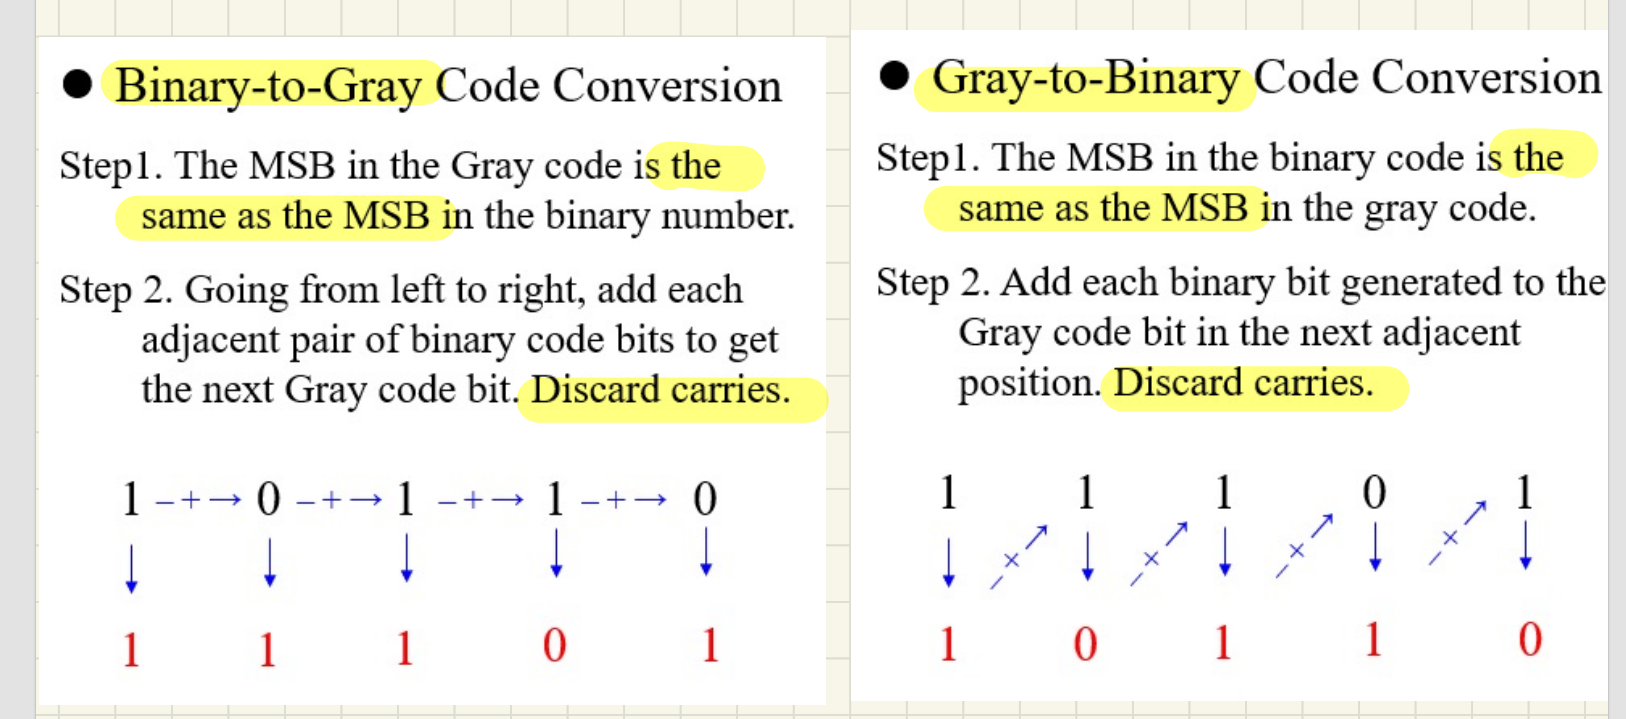 ● Binary-to-Gray Code Conversion
Step1. The MSB in the Gray code is the
same as the MSB in the binary number.
Step 2. Going from left to right, add each
adjacent pair of binary code bits to get
the next Gray code bit. Discard carries.
1 –+→ 0 –+→ 1 –+→ 1 –+→ 0
1 1 1 0 1
● Gray-to-Binary Code Conversion
Step1. The MSB in the binary code is the
same as the MSB in the gray code.
Step 2. Add each binary bit generated to the
Gray code bit in the next adjacent
position. Discard carries.
1 1 1 0 1
1 0 1 1 0